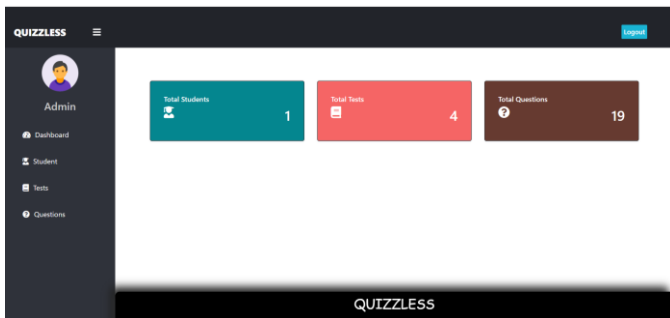 QUIZZLESS
Logout
Admin
Dashboard
Student
Tests
Questions
Total Students
1
Total Tests
4
Total Questions
19
QUIZZLESS